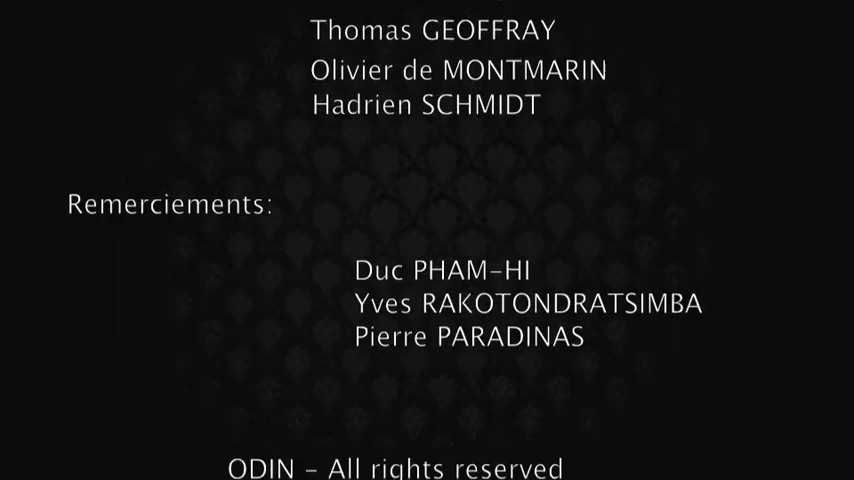 Thomas GEOFFRAY
Olivier de MONTMARIN
Hadrien SCHMIDT
Remerciements:
Duc PHAM-HI
Yves RAKOTONDRATSIMBA
Pierre PARADINAS
ODIN - All rights reserved